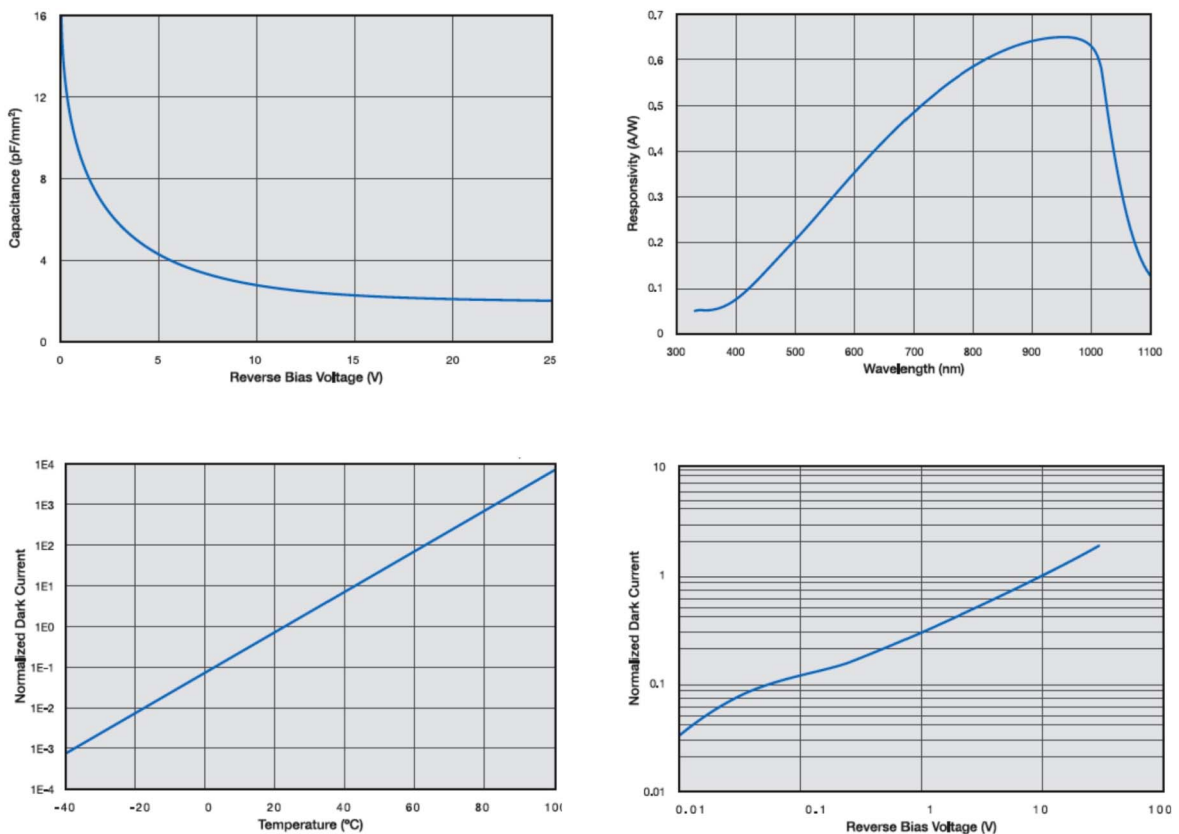 16
12
8
4
0
Capacitance (pF/mm²)
0 5 10 15 20 25
Reverse Bias Voltage (V)
0.7
0.6
0.5
0.4
0.3
0.2
0.1
0
Responsivity (A/W)
300 400 500 600 700 800 900 1000 1100
Wavelength (nm)
1E4
1E3
1E2
1E1
1E0
1E-1
1E-2
1E-3
1E-4
Normalized Dark Current
-40 -20 0 20 40 60 80 100
Temperature (°C)
10
1
0.1
0.01
Normalized Dark Current
0.01 0.1 1 10 100
Reverse Bias Voltage (V)